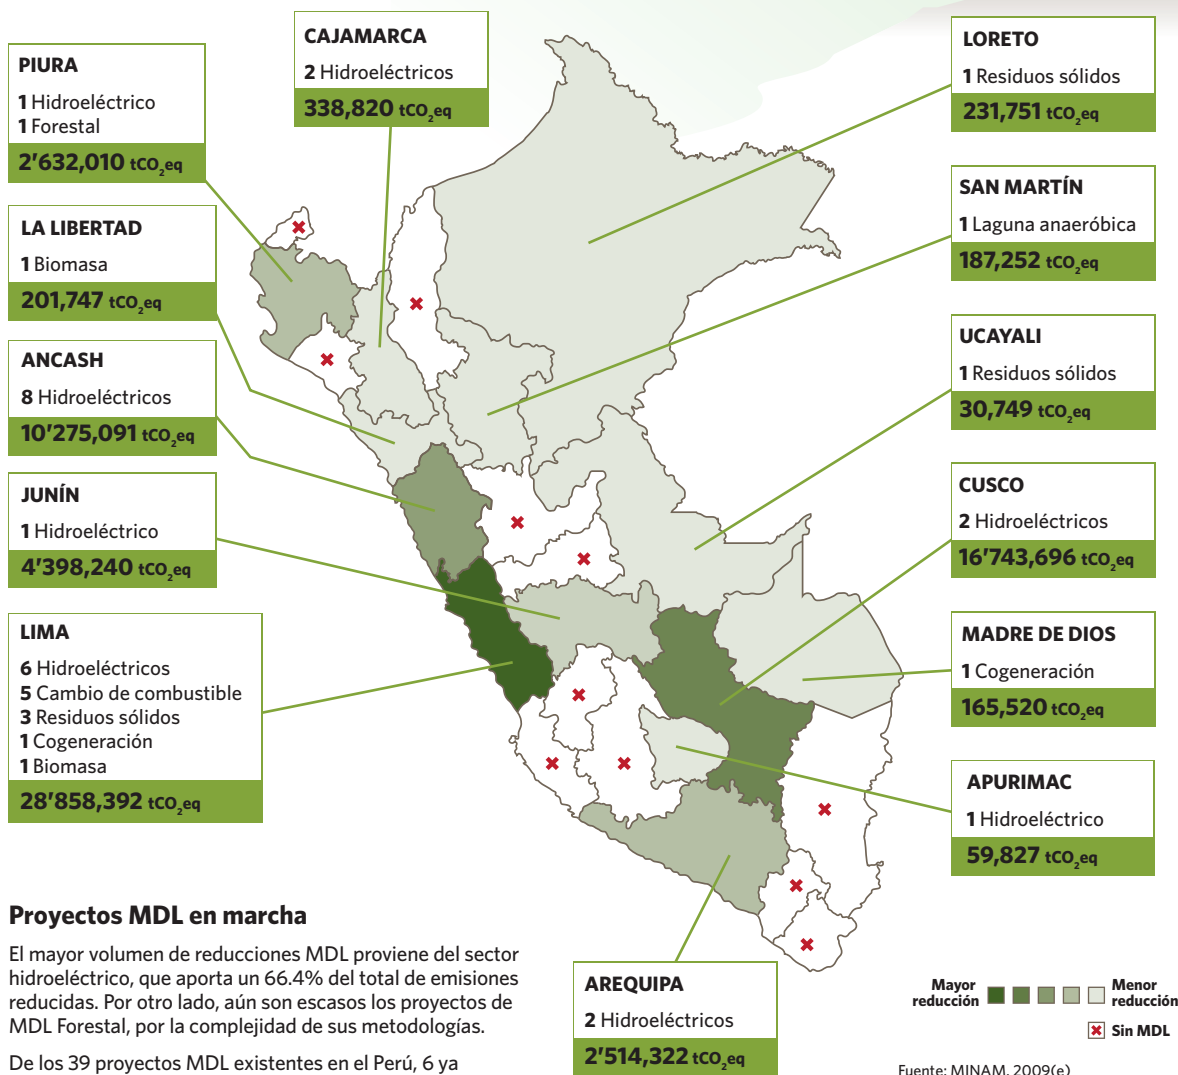 PIURA
1 Hidroeléctrico
1 Forestal
2’632,010 tCO₂eq
CAJAMARCA
2 Hidroeléctricos
338,820 tCO₂eq
LORETO
1 Residuos sólidos
231,751 tCO₂eq
LA LIBERTAD
1 Biomasa
201,747 tCO₂eq
SAN MARTÍN
1 Laguna anaeróbica
187,252 tCO₂eq
ANCASH
8 Hidroeléctricos
10’275,091 tCO₂eq
UCAYALI
1 Residuos sólidos
30,749 tCO₂eq
JUNÍN
1 Hidroeléctrico
4’398,240 tCO₂eq
CUSCO
2 Hidroeléctricos
16’743,696 tCO₂eq
LIMA
6 Hidroeléctricos
5 Cambio de combustible
3 Residuos sólidos
1 Cogeneración
1 Biomasa
28’858,392 tCO₂eq
MADRE DE DIOS
1 Cogeneración
165,520 tCO₂eq
APURIMAC
1 Hidroeléctrico
59,827 tCO₂eq
AREQUIPA
2 Hidroeléctricos
2’514,322 tCO₂eq
Proyectos MDL en marcha
El mayor volumen de reducciones MDL proviene del sector
hidroeléctrico, que aporta un 66.4% del total de emisiones
reducidas. Por otro lado, aún son escasos los proyectos de
MDL Forestal, por la complejidad de sus metodologías.
De los 39 proyectos MDL existentes en el Perú, 6 ya
Mayor reducción
Menor reducción
Sin MDL
Fuente: MINAM, 2009(e)